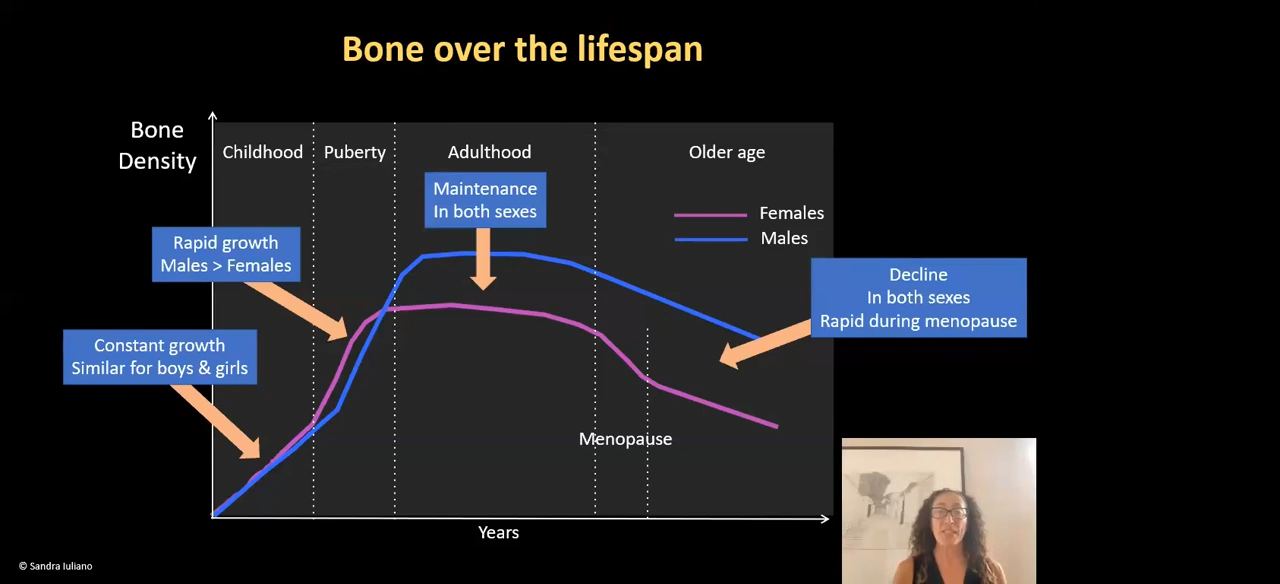 Bone over the lifespan
Bone
Density
Childhood
Puberty
Adulthood
Older age
Maintenance
In both sexes
Females
Males
Rapid growth
Males > Females
Decline
In both sexes
Rapid during menopause
Constant growth
Similar for boys & girls
Menopause
Years
© Sandra Iuliano